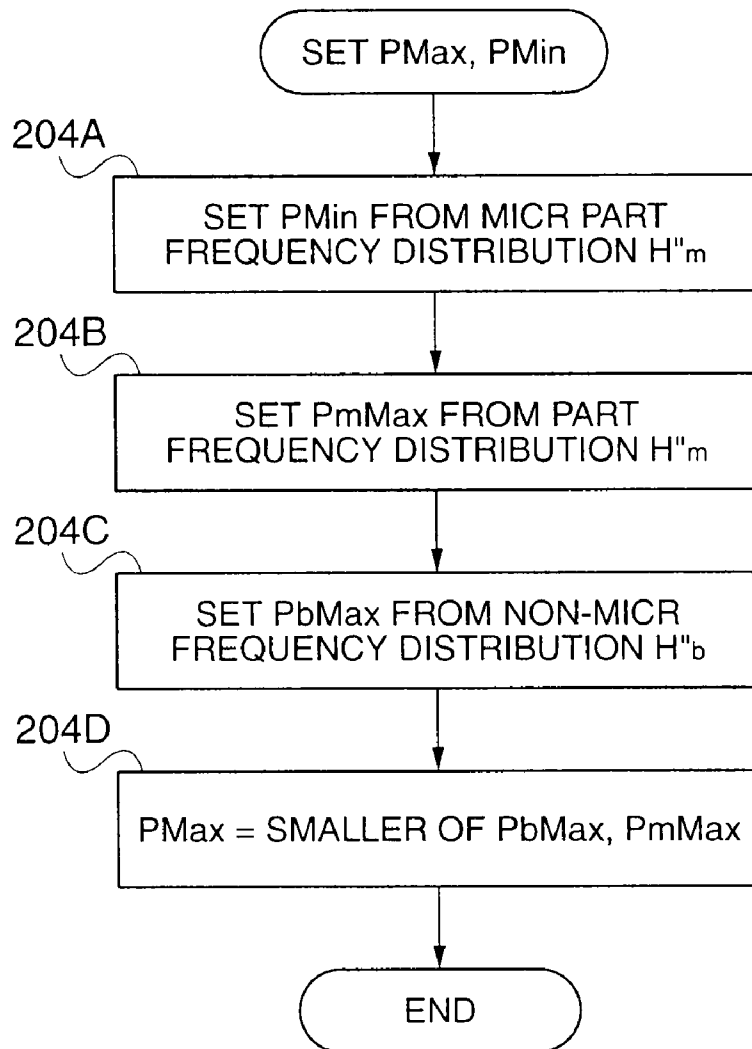 SET PMax, PMin
204A
SET PMin FROM MICR PART
FREQUENCY DISTRIBUTION H"m
204B
SET PmMax FROM PART
FREQUENCY DISTRIBUTION H"m
204C
SET PbMax FROM NON-MICR
FREQUENCY DISTRIBUTION H"b
204D
PMax = SMALLER OF PbMax, PmMax
END